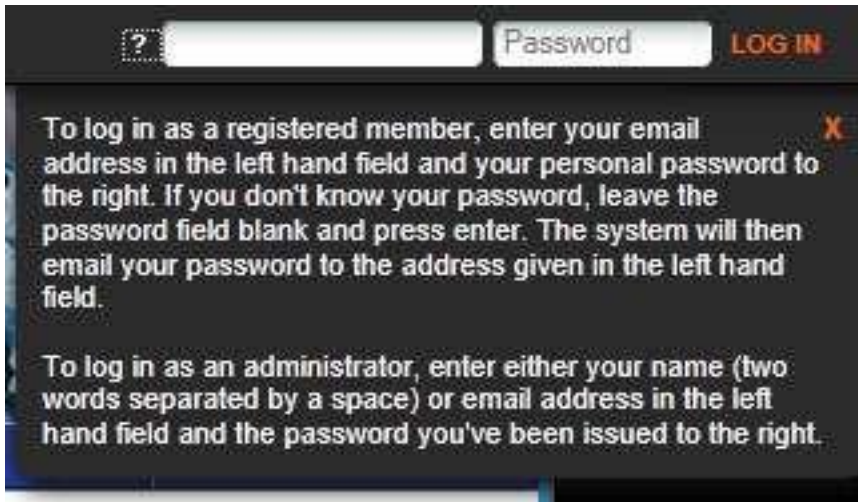 ? Password LOG IN
To log in as a registered member, enter your email X
address in the left hand field and your personal password to
the right. If you don't know your password, leave the
password field blank and press enter. The system will then
email your password to the address given in the left hand
field.
To log in as an administrator, enter either your name (two
words separated by a space) or email address in the left
hand field and the password you've been issued to the right.